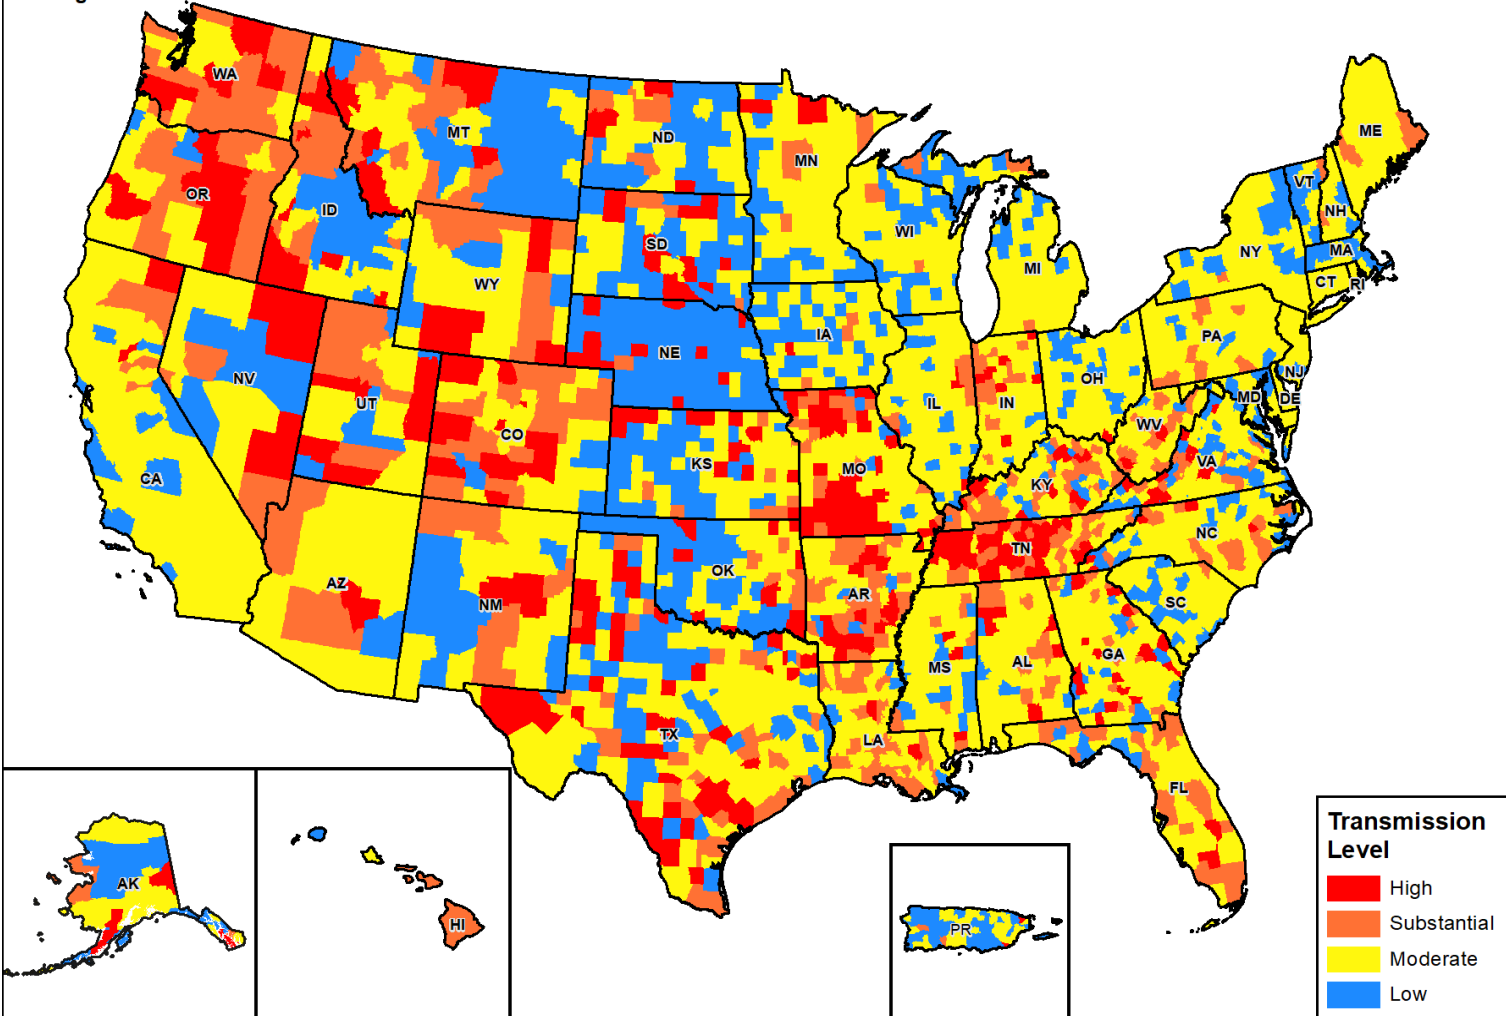 WA
MT
ND
MN
ME
OR
ID
SD
WI
MI
VT
NH
NY
MA
CT
RI
WY
NE
IA
PA
NJ
NV
UT
CO
IL
IN
OH
MD
DE
WV
CA
KS
MO
KY
VA
AZ
NM
OK
AR
TN
NC
SC
TX
LA
MS
AL
GA
FL
AK
HI
PR
Transmission
Level
High
Substantial
Moderate
Low